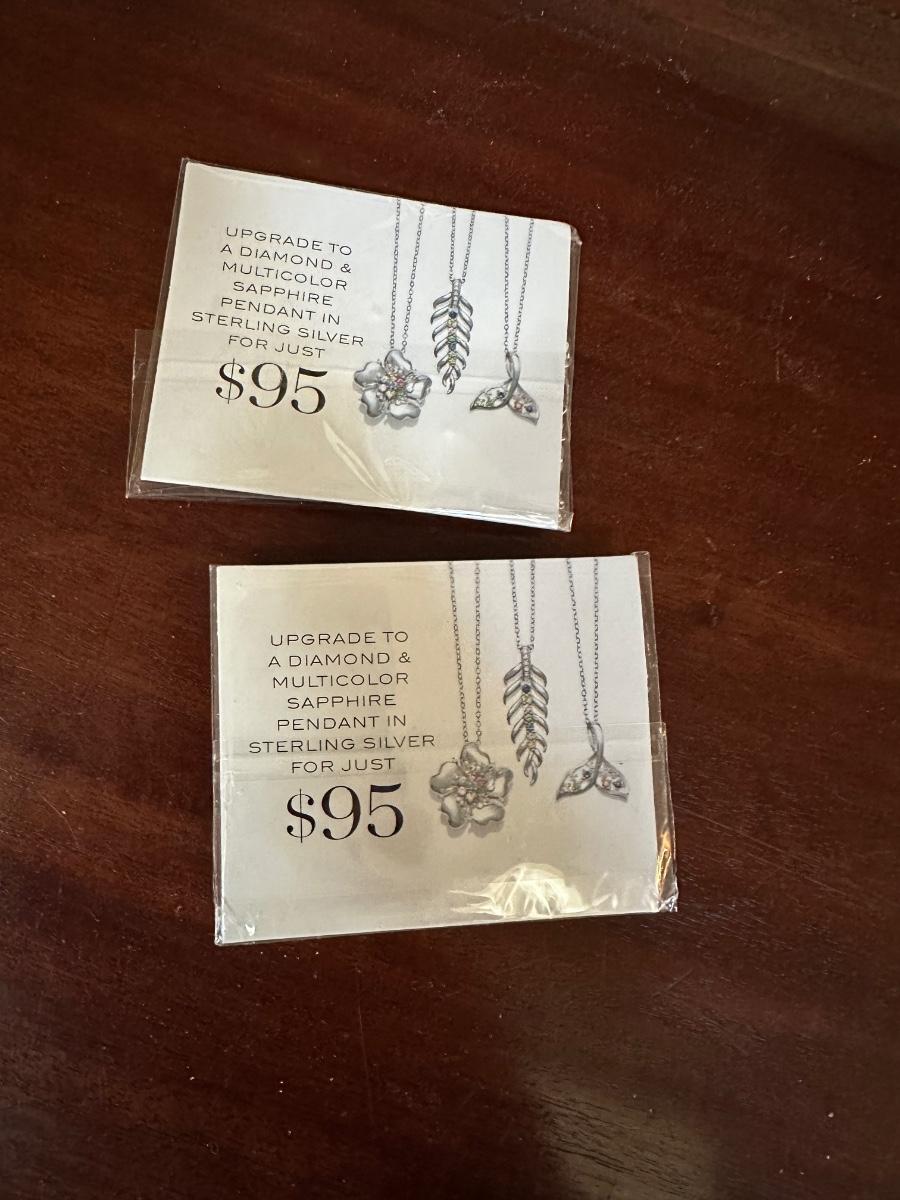 UPGRADE TO
A DIAMOND &
MULTICOLOR
SAPPHIRE
PENDANT IN
STERLING SILVER
FOR JUST
$95
UPGRADE TO
A DIAMOND &
MULTICOLOR
SAPPHIRE
PENDANT IN
STERLING SILVER
FOR JUST
$95